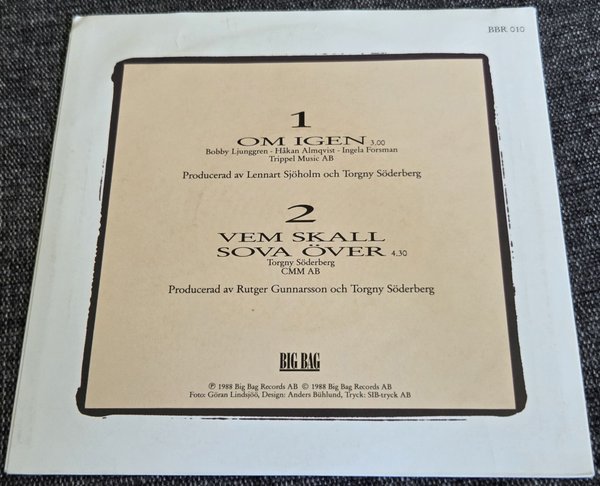 BBR 010
1
OM IGEN 3.00
Bobby Ljunggren - Håkan Almqvist - Ingela Forsman
Trippel Music AB
Producerad av Lennart Sjöholm och Torgny Söderberg
2
VEM SKALL
SOVA ÖVER 4.30
Torgny Söderberg
CMM AB
Producerad av Rutger Gunnarsson och Torgny Söderberg
BIG BAG
℗ 1988 Big Bag Records AB © 1988 Big Bag Records AB
Foto: Göran Lindsjöö, Design: Anders Bühlund, Tryck: SIB-tryck AB